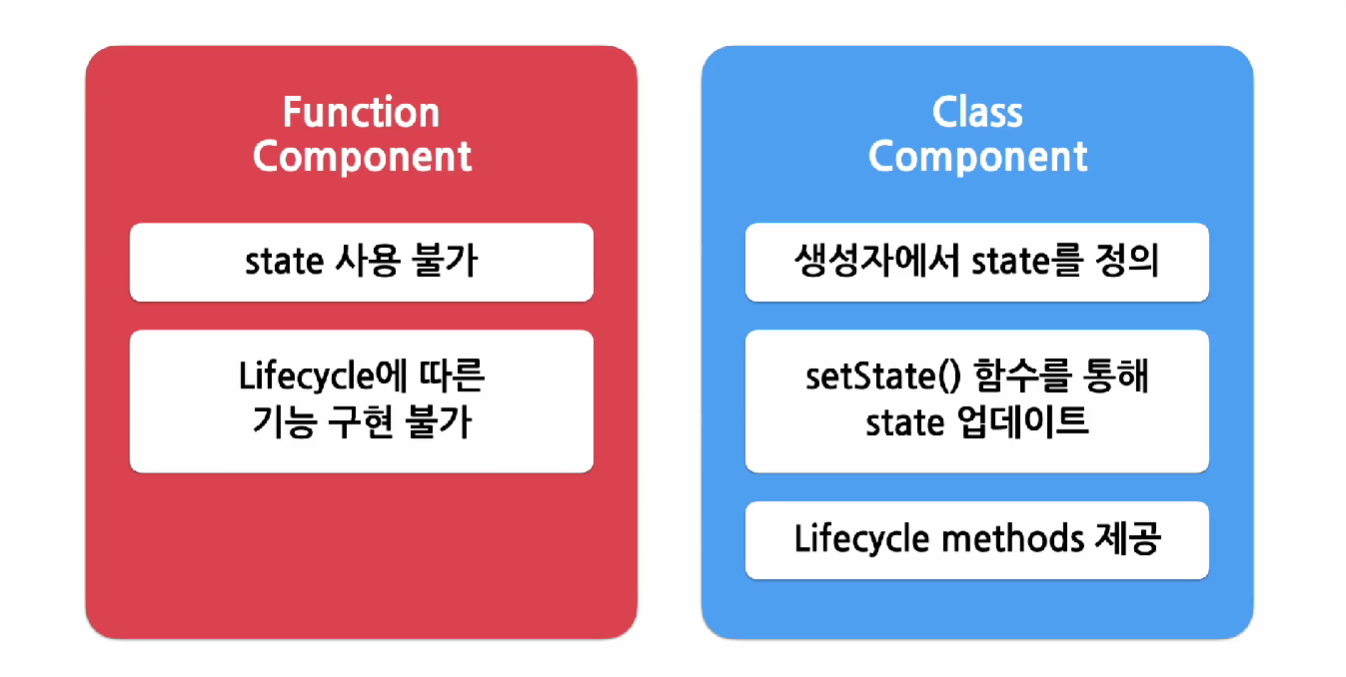 Function
Component
state 사용 불가
Lifecycle에 따른
기능 구현 불가
Class
Component
생성자에서 state를 정의
setState() 함수를 통해
state 업데이트
Lifecycle methods 제공